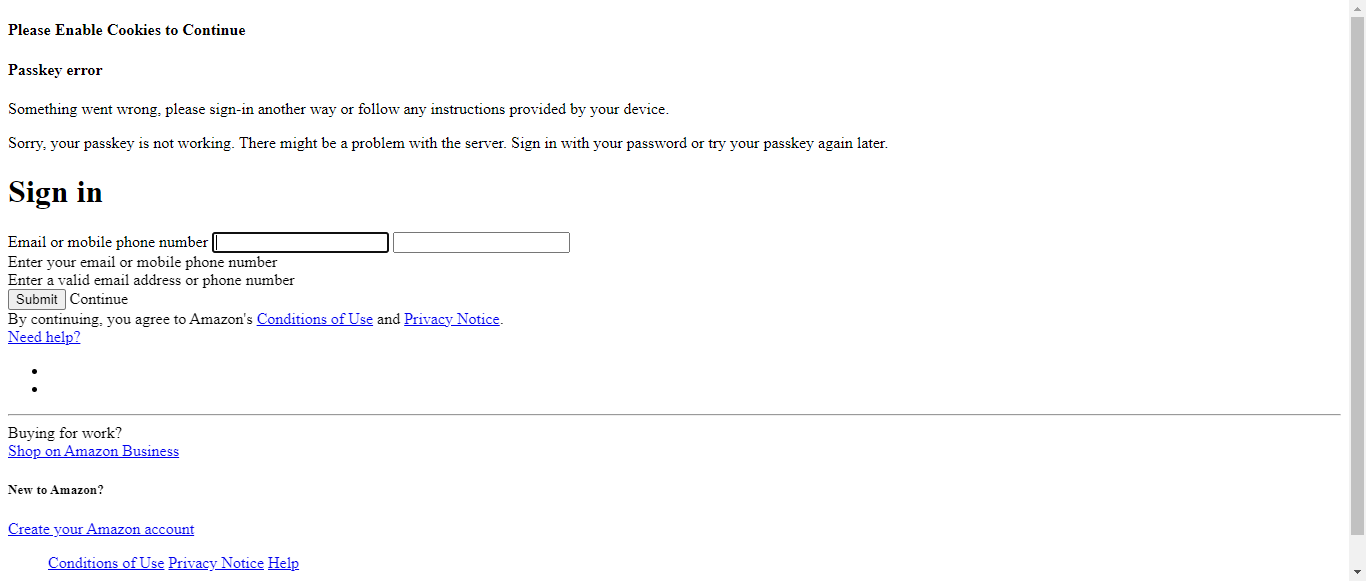 Please Enable Cookies to Continue
Passkey error
Something went wrong, please sign-in another way or follow any instructions provided by your device.
Sorry, your passkey is not working. There might be a problem with the server. Sign in with your password or try your passkey again later.
Sign in
Email or mobile phone number
Enter your email or mobile phone number
Enter a valid email address or phone number
Submit Continue
By continuing, you agree to Amazon's Conditions of Use and Privacy Notice.
Need help?
Buying for work?
Shop on Amazon Business
New to Amazon?
Create your Amazon account
Conditions of Use Privacy Notice Help